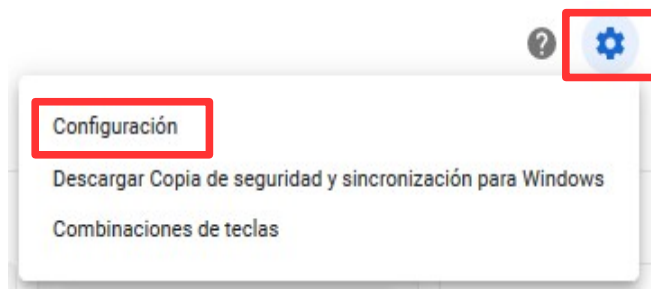 Configuración
Descargar Copia de seguridad y sincronización para Windows
Combinaciones de teclas